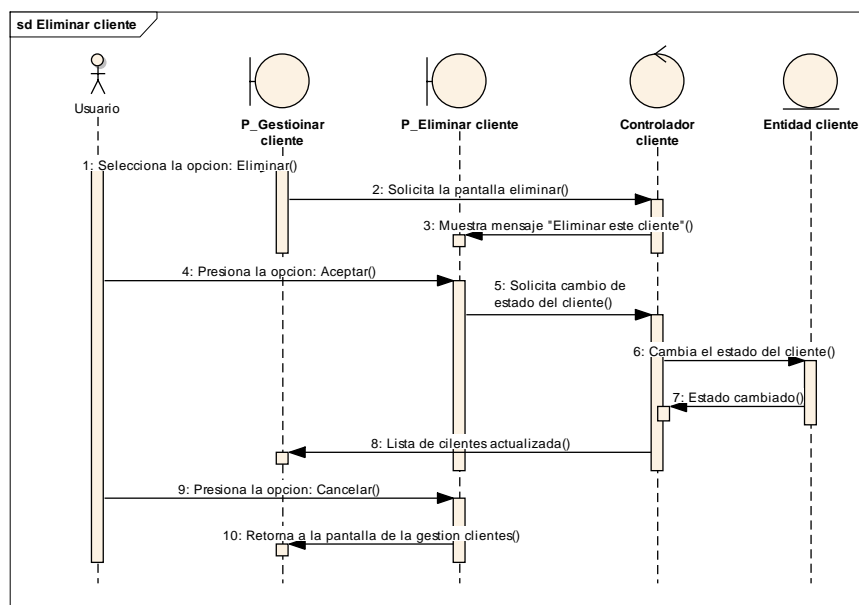 sd Eliminar cliente
Usuario
P_Gestioinar
cliente
P_Eliminar cliente
Controlador
cliente
Entidad cliente
1: Selecciona la opcion: Eliminar()
2: Solicita la pantalla eliminar()
3: Muestra mensaje "Eliminar este cliente"()
4: Presiona la opcion: Aceptar()
5: Solicita cambio de
estado del cliente()
6: Cambia el estado del cliente()
7: Estado cambiado()
8: Lista de cilentes actualizada()
9: Presiona la opcion: Cancelar()
10: Retorna a la pantalla de la gestion clientes()